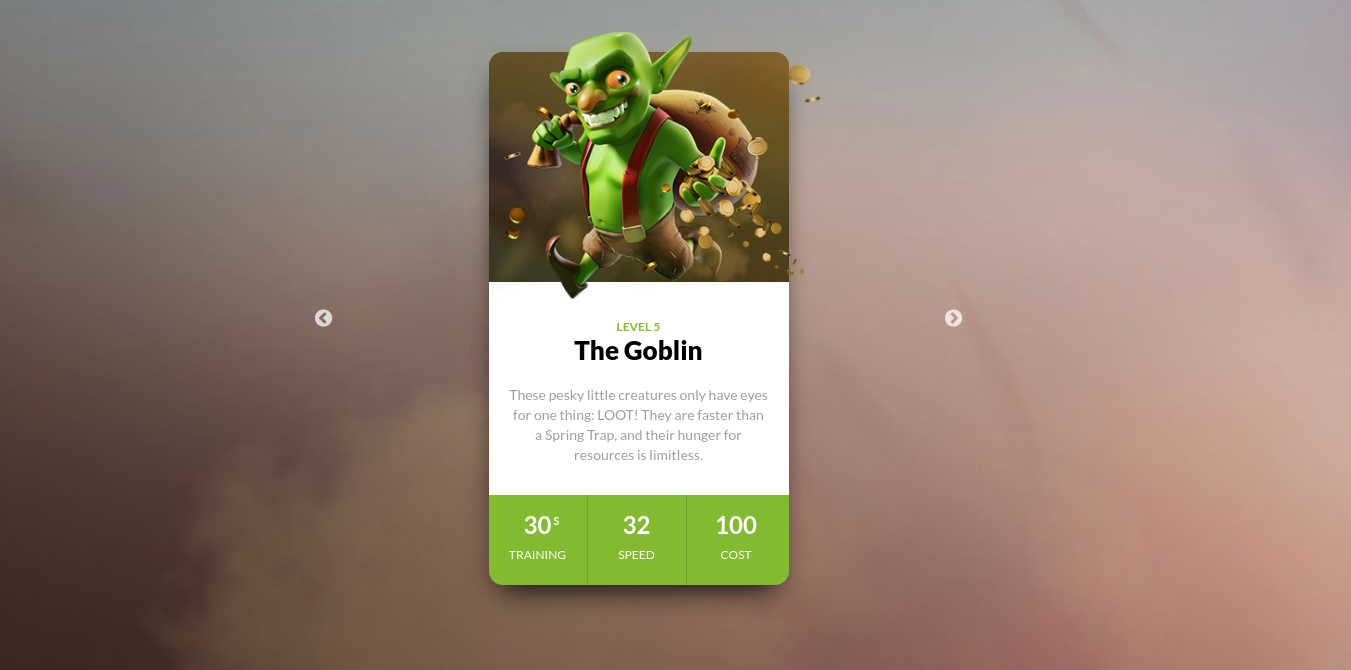 LEVEL 5
The Goblin
These pesky little creatures only have eyes
for one thing: LOOT! They are faster than
a Spring Trap, and their hunger for
resources is limitless.
30S 32 100
TRAINING SPEED COST